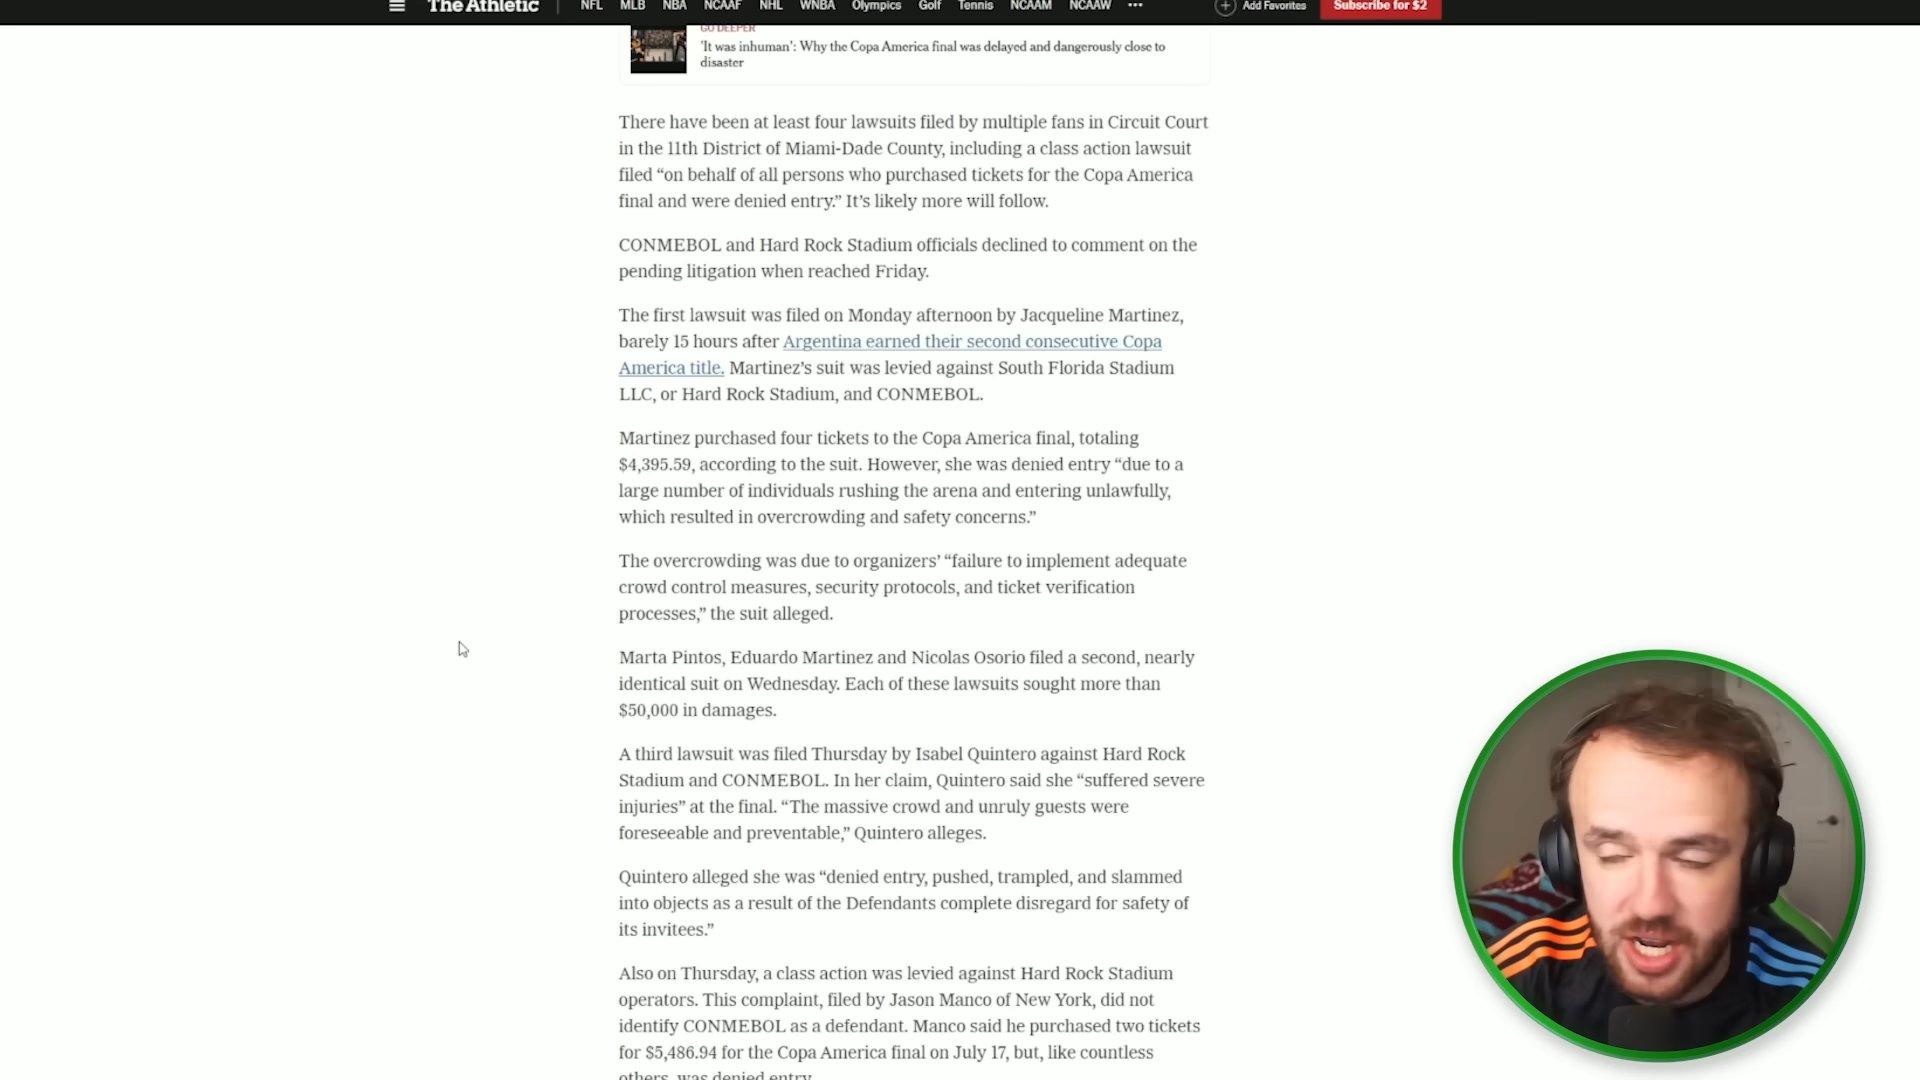 The Athletic
NFL MLB NBA NCAAF NHL WNBA Olympics Golf Tennis NCAAM NCAAW ••• Add Favorites Subscribe for $2
GO DEEPER
'It was inhuman': Why the Copa America final was delayed and dangerously close to
disaster
There have been at least four lawsuits filed by multiple fans in Circuit Court
in the 11th District of Miami-Dade County, including a class action lawsuit
filed “on behalf of all persons who purchased tickets for the Copa America
final and were denied entry.” It’s likely more will follow.
CONMEBOL and Hard Rock Stadium officials declined to comment on the
pending litigation when reached Friday.
The first lawsuit was filed on Monday afternoon by Jacqueline Martinez,
barely 15 hours after Argentina earned their second consecutive Copa
America title. Martinez’s suit was levied against South Florida Stadium
LLC, or Hard Rock Stadium, and CONMEBOL.
Martinez purchased four tickets to the Copa America final, totaling
$4,395.59, according to the suit. However, she was denied entry “due to a
large number of individuals rushing the arena and entering unlawfully,
which resulted in overcrowding and safety concerns.”
The overcrowding was due to organizers’ “failure to implement adequate
crowd control measures, security protocols, and ticket verification
processes,” the suit alleged.
Marta Pintos, Eduardo Martinez and Nicolas Osorio filed a second, nearly
identical suit on Wednesday. Each of these lawsuits sought more than
$50,000 in damages.
A third lawsuit was filed Thursday by Isabel Quintero against Hard Rock
Stadium and CONMEBOL. In her claim, Quintero said she “suffered severe
injuries” at the final. “The massive crowd and unruly guests were
foreseeable and preventable,” Quintero alleges.
Quintero alleged she was “denied entry, pushed, trampled, and slammed
into objects as a result of the Defendants complete disregard for safety of
its invitees.”
Also on Thursday, a class action was levied against Hard Rock Stadium
operators. This complaint, filed by Jason Manco of New York, did not
identify CONMEBOL as a defendant. Manco said he purchased two tickets
for $5,486.94 for the Copa America final on July 17, but, like countless
others, was denied entry.